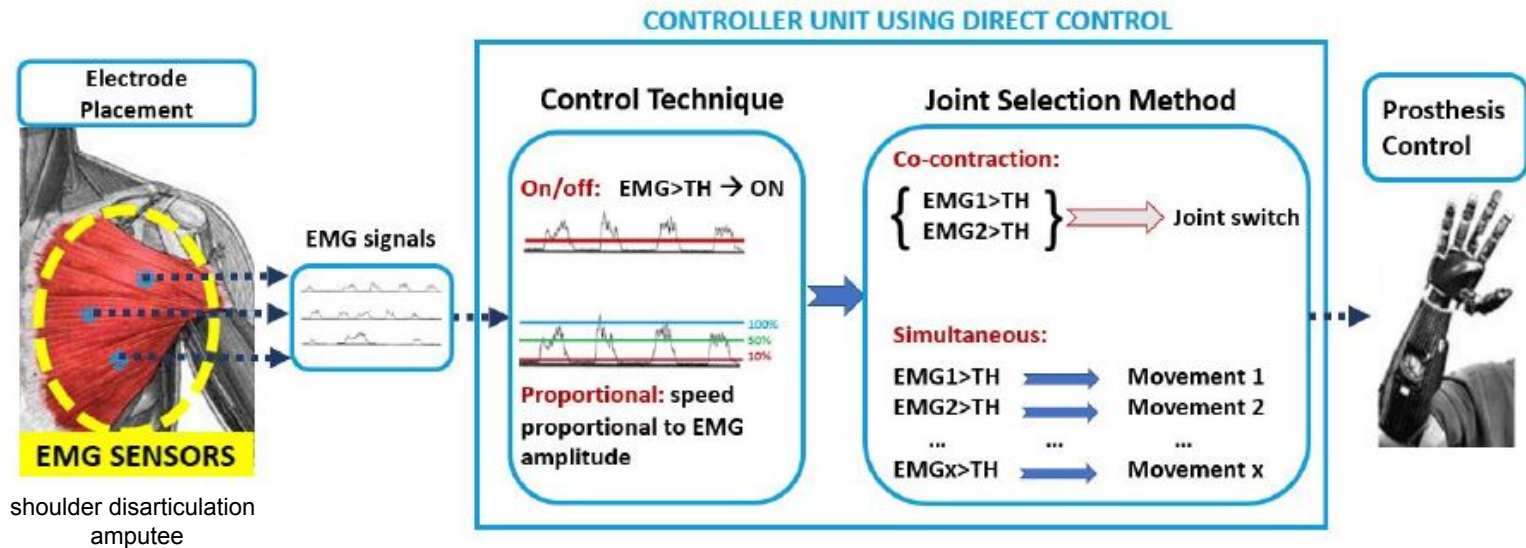 CONTROLLER UNIT USING DIRECT CONTROL
Electrode
Placement
EMG SENSORS
shoulder disarticulation
amputee
EMG signals
Control Technique
On/off: EMG>TH → ON
100%
50%
10%
Proportional: speed
proportional to EMG
amplitude
Joint Selection Method
Co-contraction:
{ EMG1>TH
EMG2>TH }
Joint switch
Simultaneous:
EMG1>TH Movement 1
EMG2>TH Movement 2
... ... ...
EMGx>TH Movement x
Prosthesis
Control